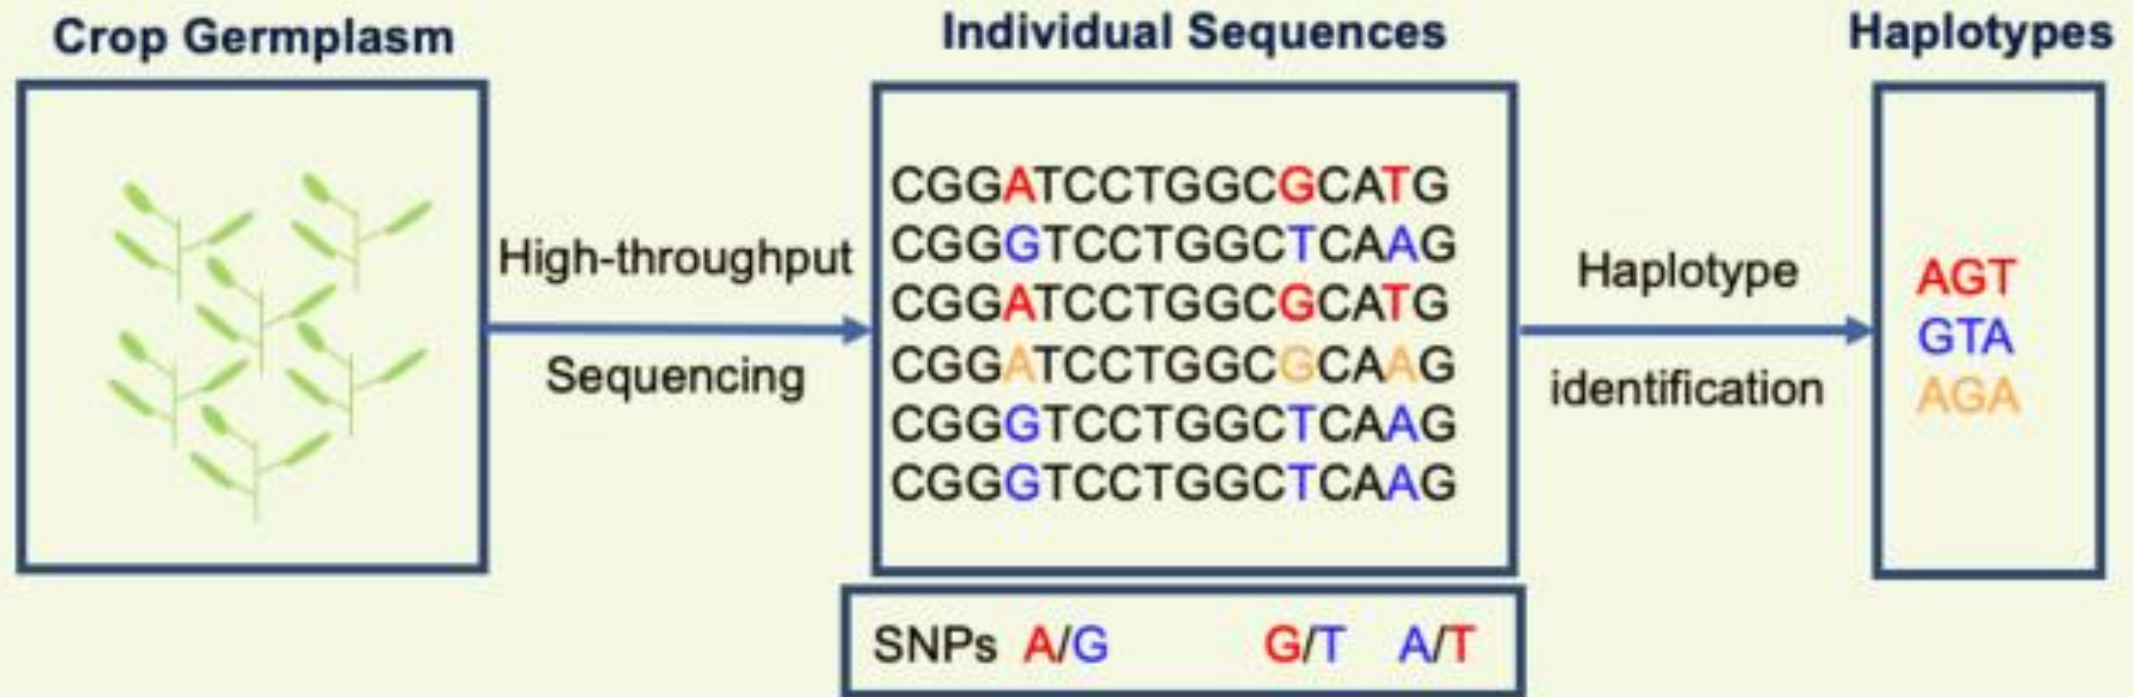 Crop Germplasm
Individual Sequences
Haplotypes
High-throughput
Sequencing
CGGATCCTGGCGCATG
CGGGTCCTGGCTCAAG
CGGATCCTGGCGCATG
CGGATCCTGGCGCAAG
CGGGTCCTGGCTCAAG
CGGGTCCTGGCTCAAG
Haplotype
identification
AGT
GTA
AGA
SNPs A/G G/T A/T